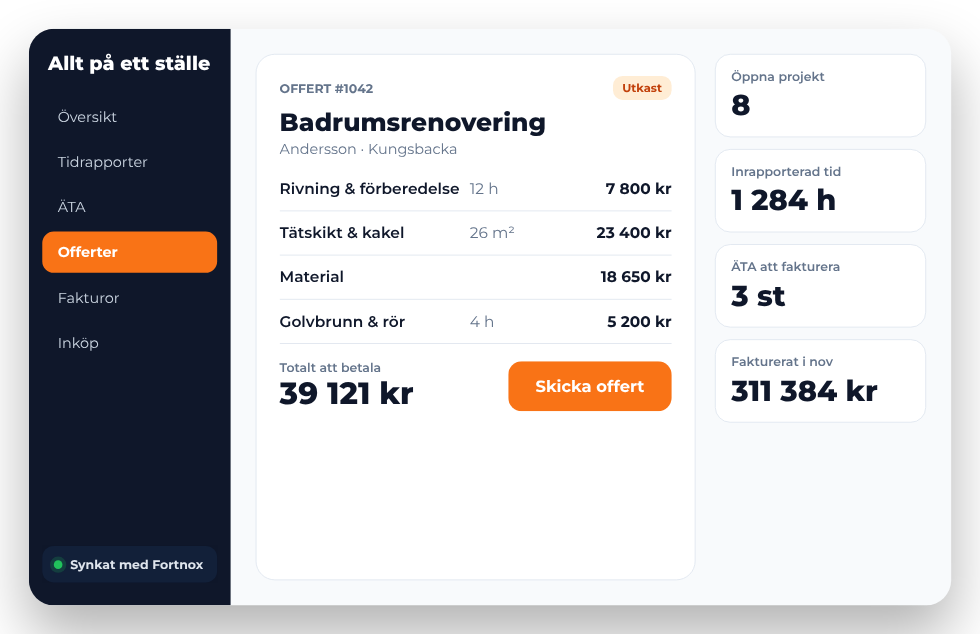 Allt på ett ställe
Översikt
Tidrapporter
ÄTA
Offerter
Fakturor
Inköp
Synkat med Fortnox
OFFERT #1042
Utkast
Badrumsrenovering
Andersson · Kungsbacka
Rivning & förberedelse 12 h 7 800 kr
Tätskikt & kakel 26 m² 23 400 kr
Material 18 650 kr
Golvbrunn & rör 4 h 5 200 kr
Totalt att betala
39 121 kr
Skicka offert
Öppna projekt
8
Inrapporterad tid
1 284 h
ÄTA att fakturera
3 st
Fakturerat i nov
311 384 kr